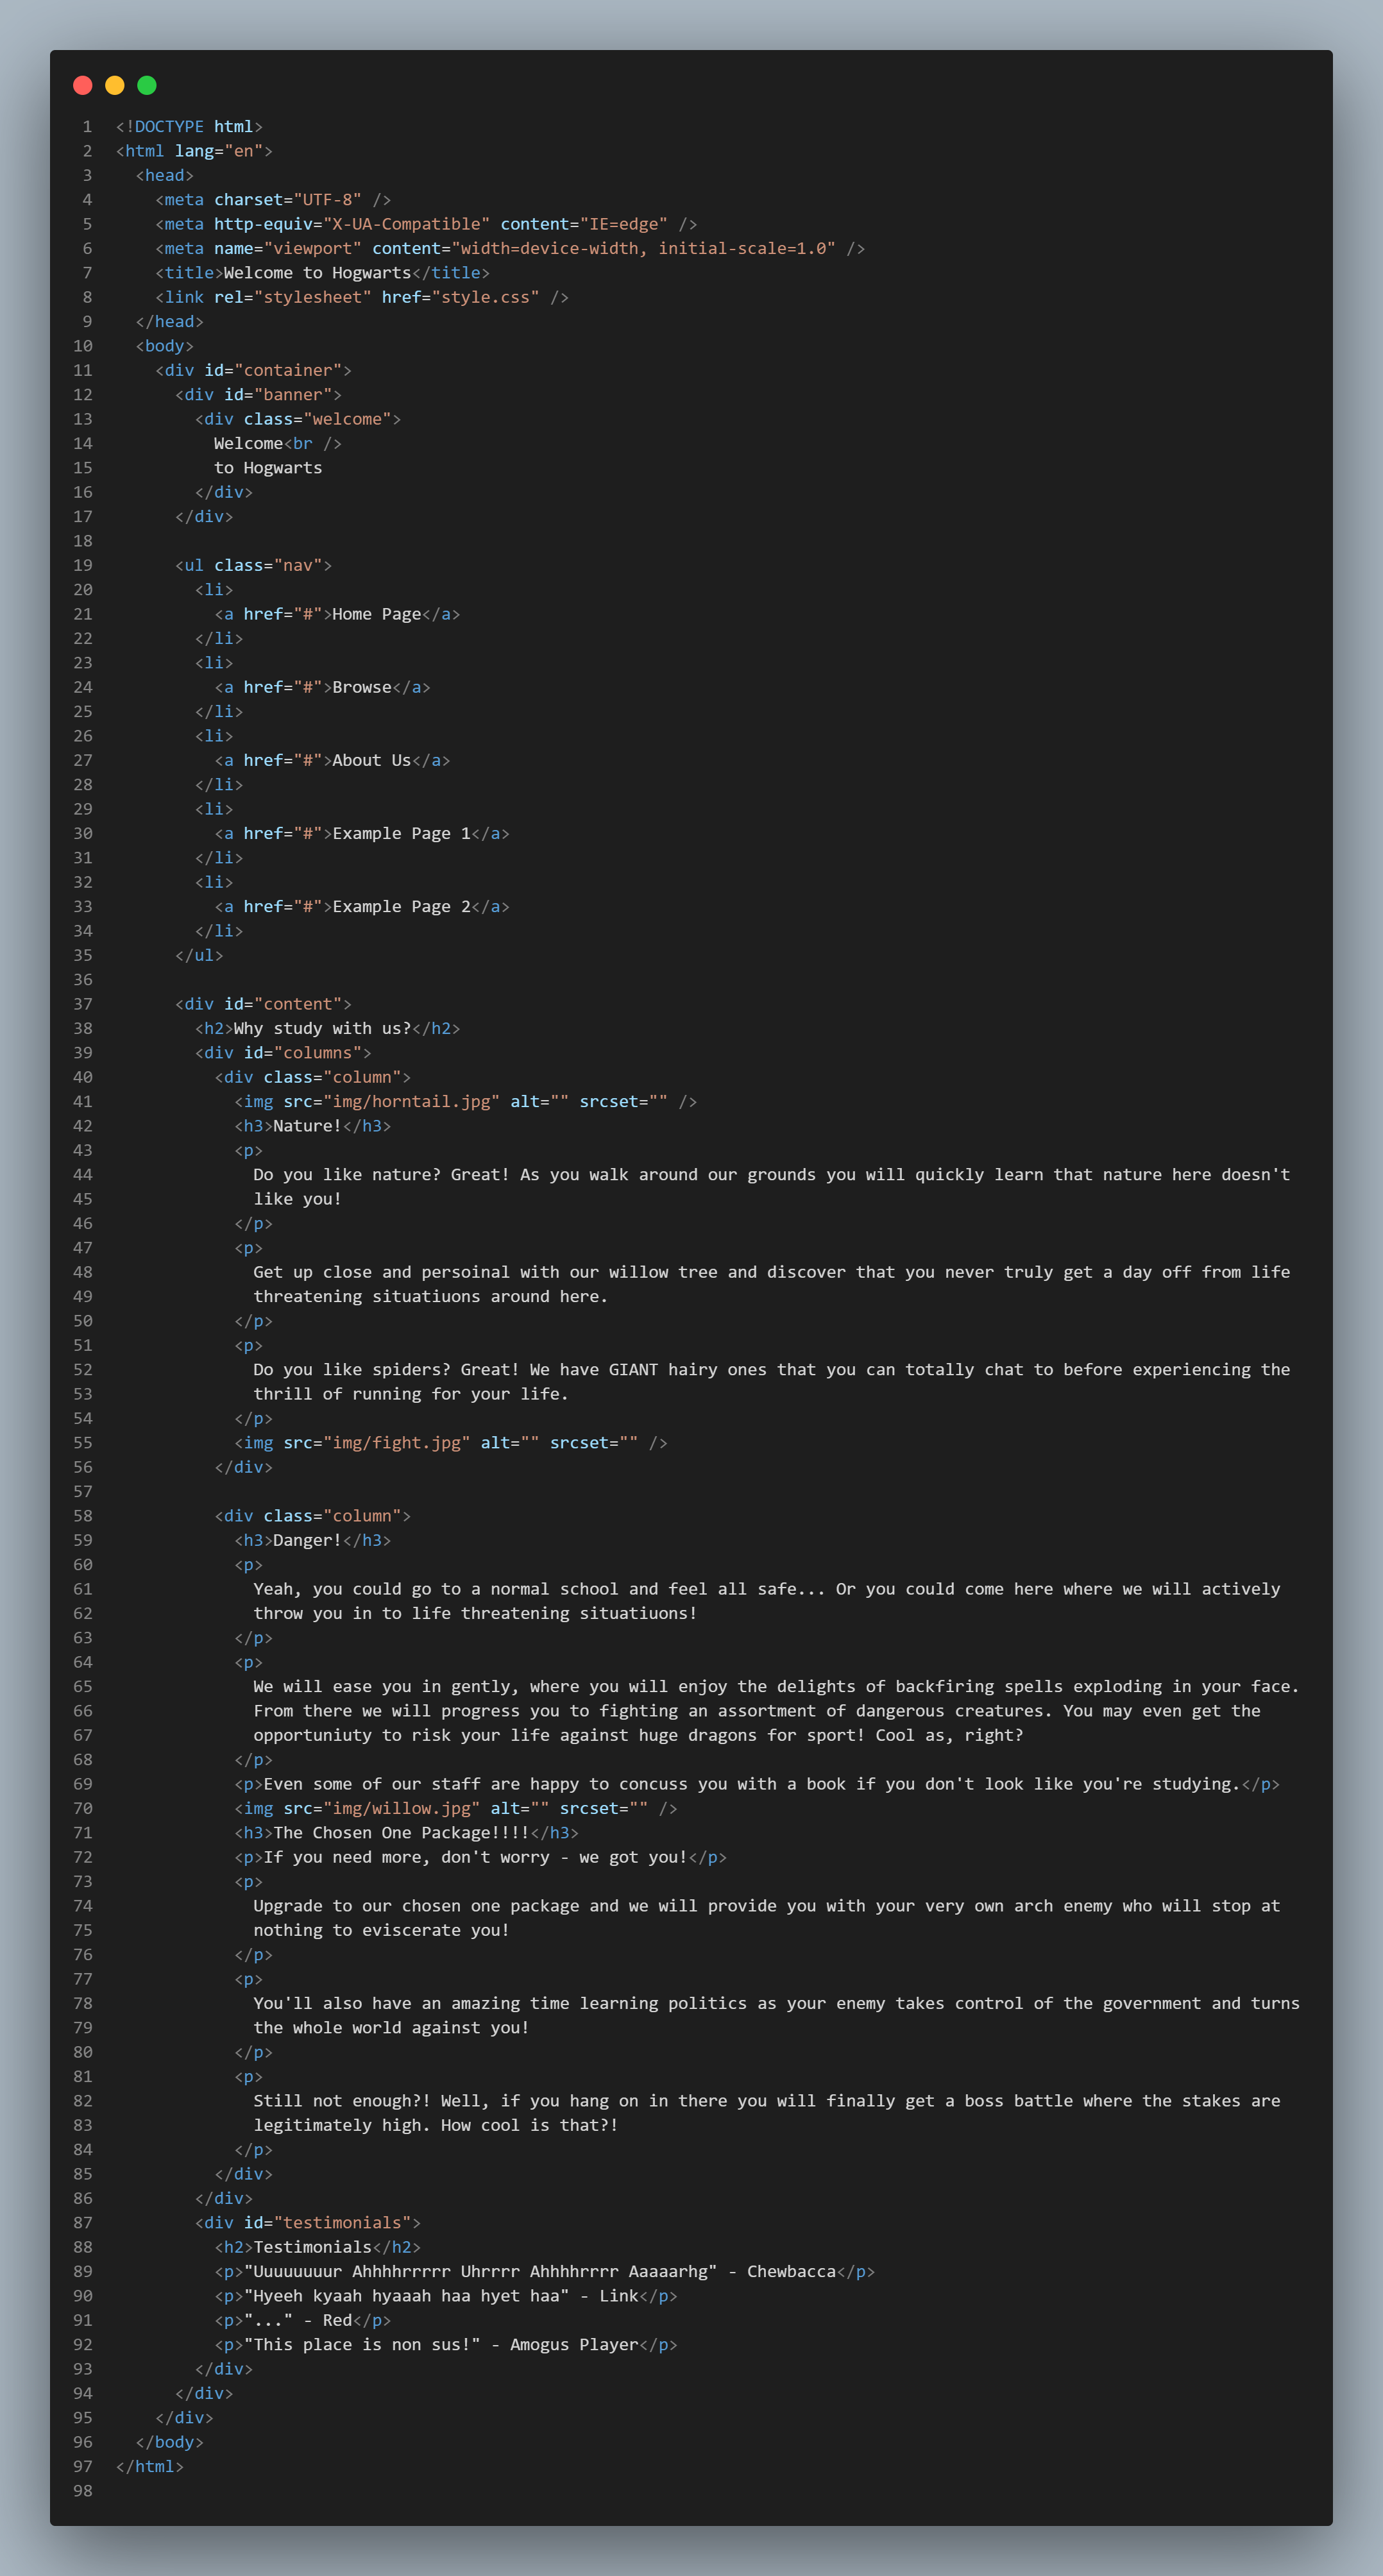 1 <!DOCTYPE html>
2 <html lang="en">
3   <head>
4     <meta charset="UTF-8" />
5     <meta http-equiv="X-UA-Compatible" content="IE=edge" />
6     <meta name="viewport" content="width=device-width, initial-scale=1.0" />
7     <title>Welcome to Hogwarts</title>
8     <link rel="stylesheet" href="style.css" />
9   </head>
10   <body>
11     <div id="container">
12       <div id="banner">
13         <div class="welcome">
14           Welcome<br />
15           to Hogwarts
16         </div>
17       </div>
18
19       <ul class="nav">
20         <li>
21           <a href="#">Home Page</a>
22         </li>
23         <li>
24           <a href="#">Browse</a>
25         </li>
26         <li>
27           <a href="#">About Us</a>
28         </li>
29         <li>
30           <a href="#">Example Page 1</a>
31         </li>
32         <li>
33           <a href="#">Example Page 2</a>
34         </li>
35       </ul>
36
37       <div id="content">
38         <h2>Why study with us?</h2>
39         <div id="columns">
40           <div class="column">
41             <img src="img/horntail.jpg" alt="" srcset="" />
42             <h3>Nature!</h3>
43             <p>
44               Do you like nature? Great! As you walk around our grounds you will quickly learn that nature here doesn't
45               like you!
46             </p>
47             <p>
48               Get up close and persoinal with our willow tree and discover that you never truly get a day off from life
49               threatening situatiuons around here.
50             </p>
51             <p>
52               Do you like spiders? Great! We have GIANT hairy ones that you can totally chat to before experiencing the
53               thrill of running for your life.
54             </p>
55             <img src="img/fight.jpg" alt="" srcset="" />
56           </div>
57
58           <div class="column">
59             <h3>Danger!</h3>
60             <p>
61               Yeah, you could go to a normal school and feel all safe... Or you could come here where we will actively
62               throw you in to life threatening situatiuons!
63             </p>
64             <p>
65               We will ease you in gently, where you will enjoy the delights of backfiring spells exploding in your face.
66               From there we will progress you to fighting an assortment of dangerous creatures. You may even get the
67               opportuniuty to risk your life against huge dragons for sport! Cool as, right?
68             </p>
69             <p>Even some of our staff are happy to concuss you with a book if you don't look like you're studying.</p>
70             <img src="img/willow.jpg" alt="" srcset="" />
71             <h3>The Chosen One Package!!!!</h3>
72             <p>If you need more, don't worry - we got you!</p>
73             <p>
74               Upgrade to our chosen one package and we will provide you with your very own arch enemy who will stop at
75               nothing to eviscerate you!
76             </p>
77             <p>
78               You'll also have an amazing time learning politics as your enemy takes control of the government and turns
79               the whole world against you!
80             </p>
81             <p>
82               Still not enough?! Well, if you hang on in there you will finally get a boss battle where the stakes are
83               legitimately high. How cool is that?!
84             </p>
85           </div>
86         </div>
87         <div id="testimonials">
88           <h2>Testimonials</h2>
89           <p>"Uuuuuuuur Ahhhhrrrrr Uhrrrr Ahhhhrrrr Aaaaarhg" - Chewbacca</p>
90           <p>"Hyeeh kyaah hyaaah haa hyet haa" - Link</p>
91           <p>"..." - Red</p>
92           <p>"This place is non sus!" - Amogus Player</p>
93         </div>
94       </div>
95     </div>
96   </body>
97 </html>
98